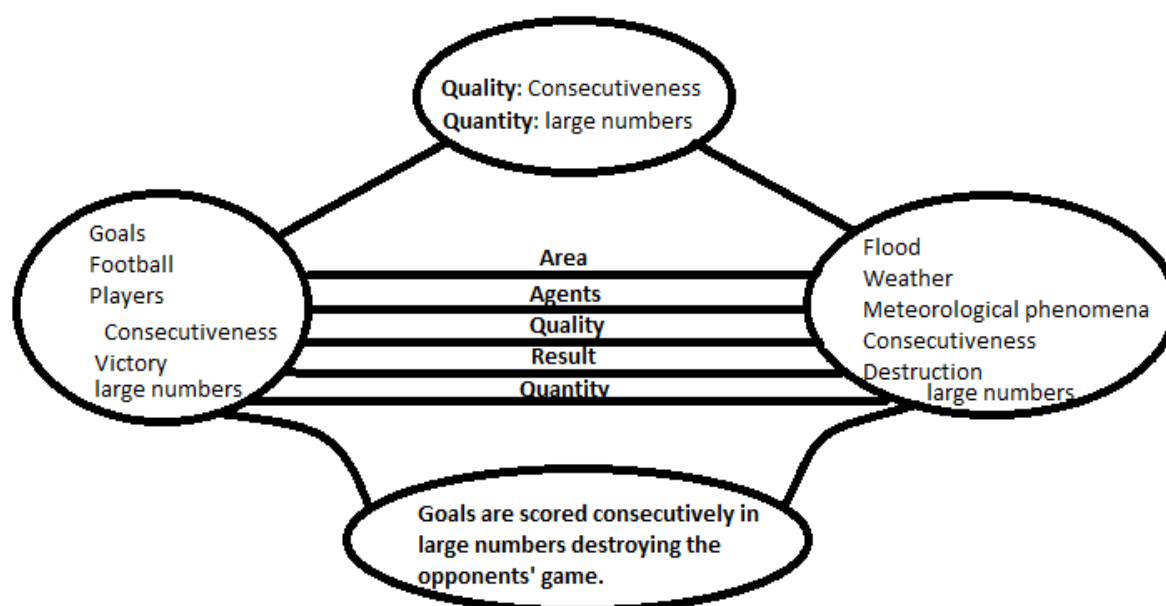 Quality: Consecutiveness
Quantity: large numbers
Goals
Football
Players
Consecutiveness
Victory
large numbers
Area
Agents
Quality
Result
Quantity
Flood
Weather
Meteorological phenomena
Consecutiveness
Destruction
large numbers
Goals are scored consecutively in
large numbers destroying the
opponents' game.